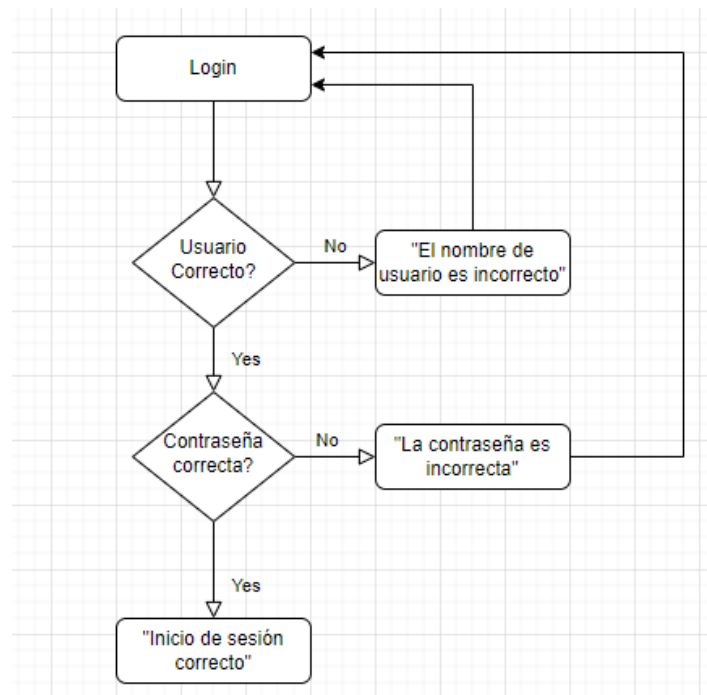 Login
Usuario
Correcto?
No
"El nombre de
usuario es incorrecto"
Yes
Contraseña
correcta?
No
"La contraseña es
incorrecta"
Yes
"Inicio de sesión
correcto"